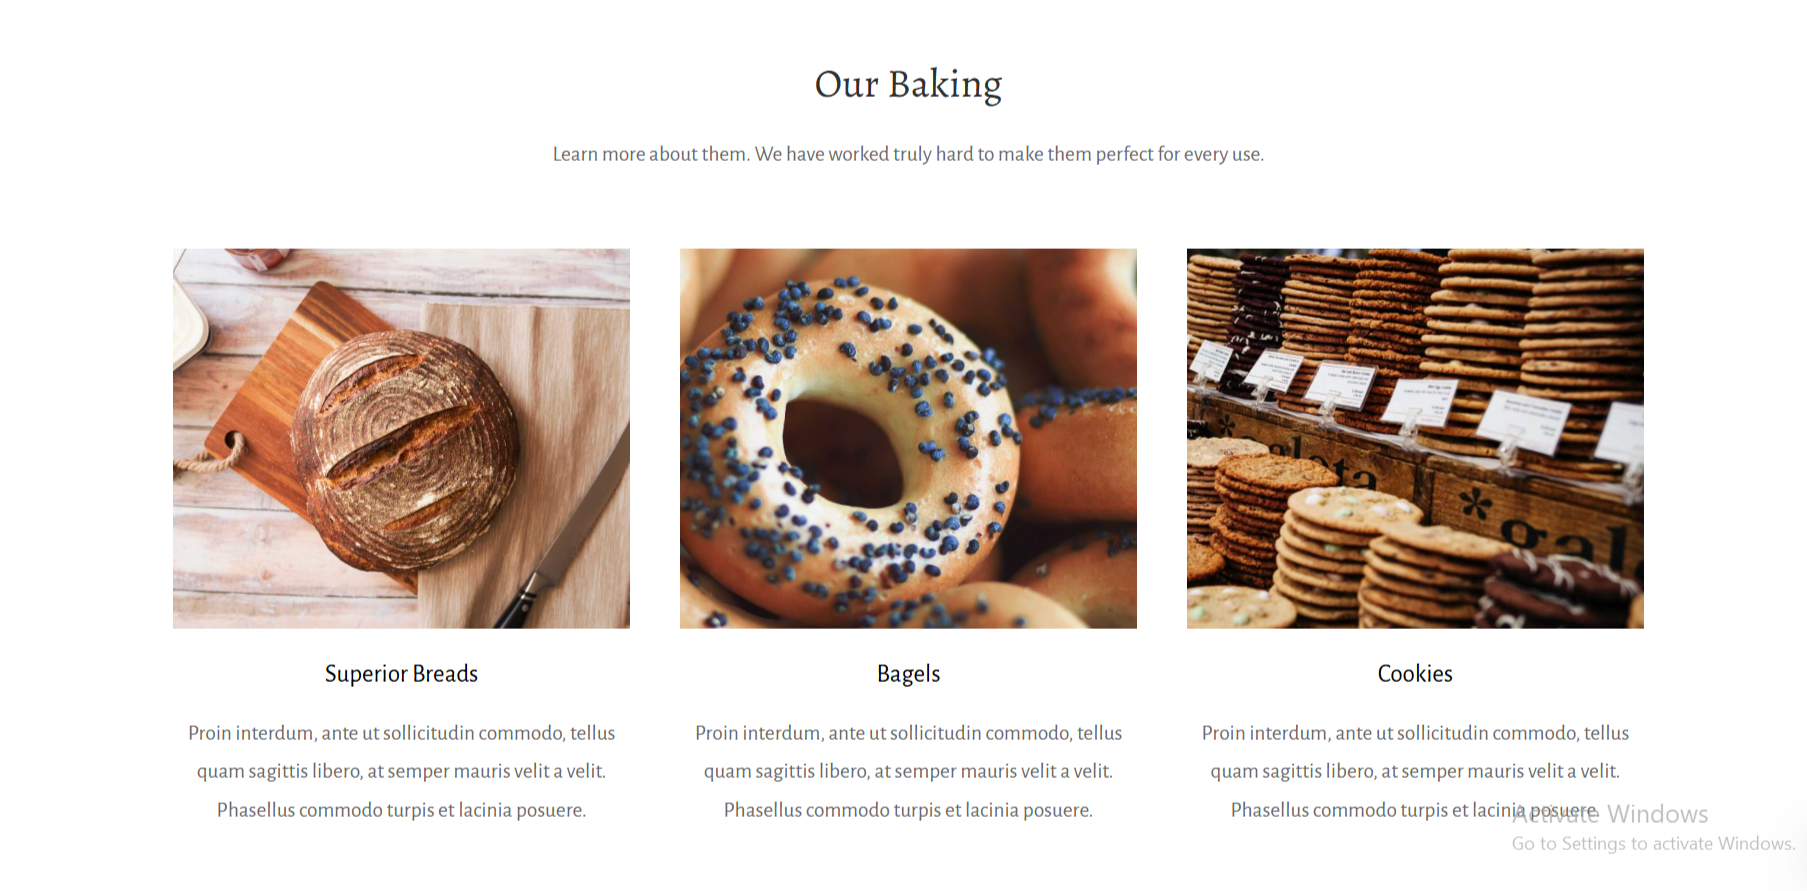 Our Baking
Learn more about them. We have worked truly hard to make them perfect for every use.
*gal
Superior Breads
Bagels
Cookies
Proin interdum, ante ut sollicitudin commodo, tellus
quam sagittis libero, at semper mauris velit a velit.
Phasellus commodo turpis et lacinia posuere.
Proin interdum, ante ut sollicitudin commodo, tellus
quam sagittis libero, at semper mauris velit a velit.
Phasellus commodo turpis et lacinia posuere.
Proin interdum, ante ut sollicitudin commodo, tellus
quam sagittis libero, at semper mauris velit a velit.
Phasellus commodo turpis et lacinia posuere.
Activate Windows
Go to Settings to activate Windows.